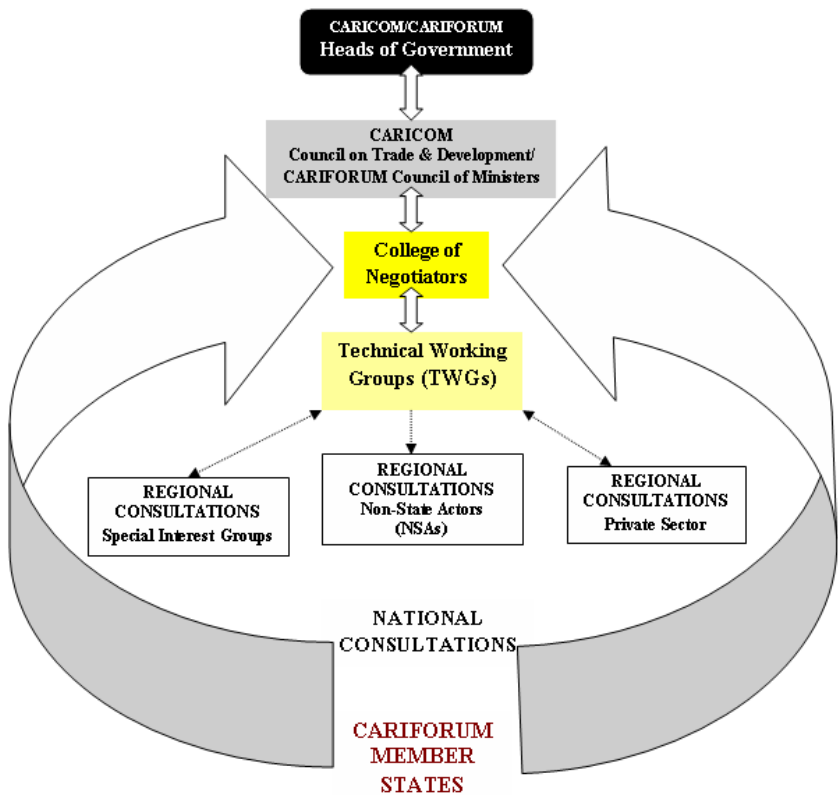 CARICOM/CARIFORUM
Heads of Government
CARICOM
Council on Trade & Development/
CARIFORUM Council of Ministers
College of
Negotiators
Technical Working
Groups (TWGs)
REGIONAL
CONSULTATIONS
Special Interest Groups
REGIONAL
CONSULTATIONS
Non-State Actors
(NSAs)
REGIONAL
CONSULTATIONS
Private Sector
NATIONAL
CONSULTATIONS
CARIFORUM
MEMBER
STATES